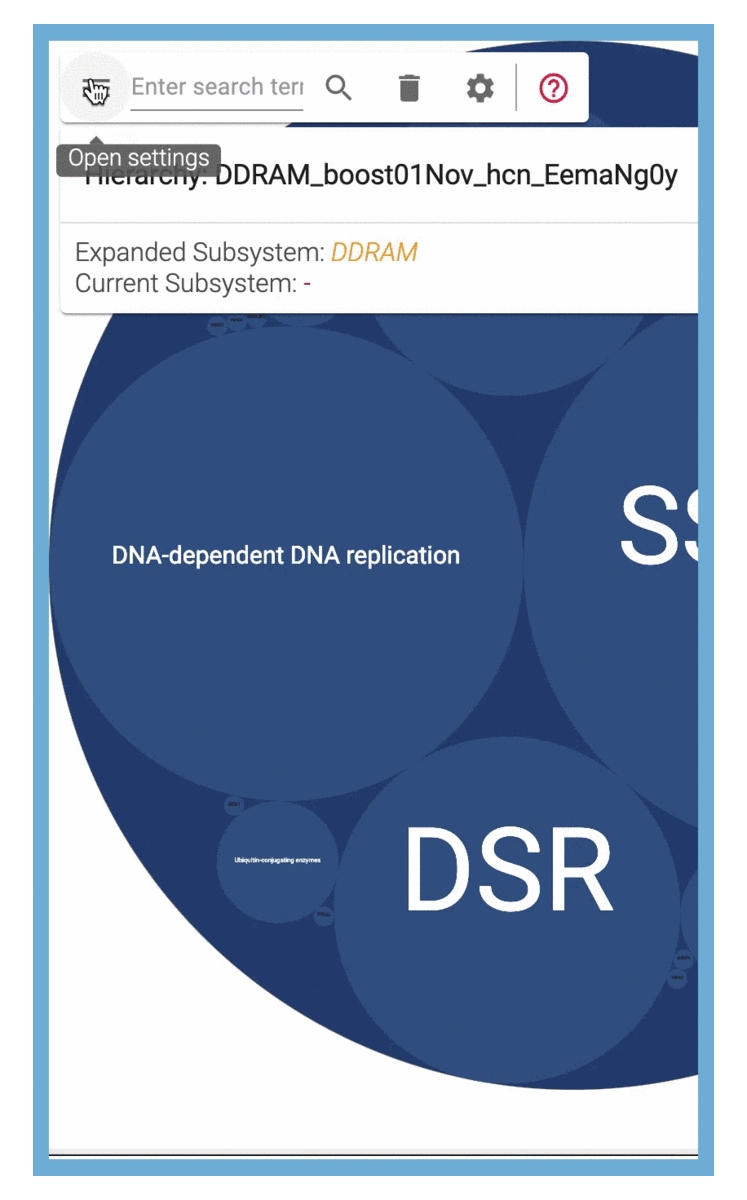 Enter search terr
Open settings
Hierarchy: DDRAM_boost01Nov_hcn_EemaNg0y
Expanded Subsystem: DDRAM
Current Subsystem: -
SS
DNA-dependent DNA replication
DSR
Ubiquitin-conjugating enzymes